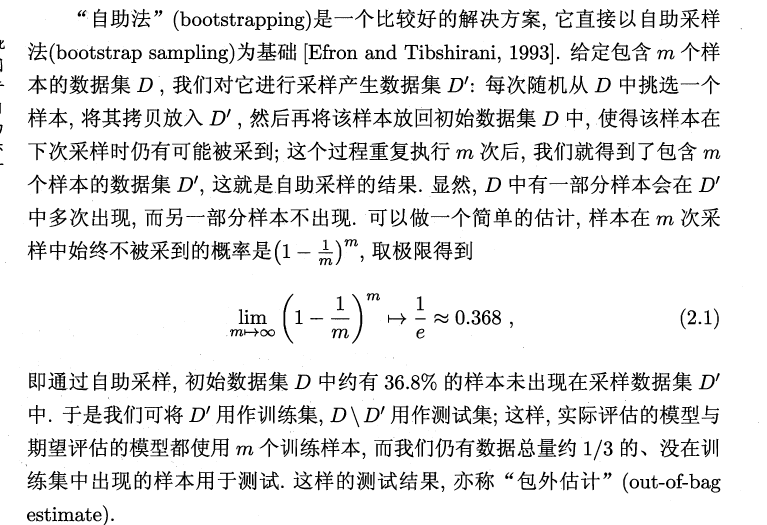 “自助法”(bootstrapping)是一个比较好的解决方案, 它直接以自助采样
法(bootstrap sampling)为基础 [Efron and Tibshirani, 1993]. 给定包含 m 个样
本的数据集 D , 我们对它进行采样产生数据集 D′: 每次随机从 D 中挑选一个
样本, 将其拷贝放入 D′ , 然后再将该样本放回初始数据集 D 中, 使得该样本在
下次采样时仍有可能被采到; 这个过程重复执行 m 次后, 我们就得到了包含 m
个样本的数据集 D′, 这就是自助采样的结果. 显然, D 中有一部分样本会在 D′
中多次出现, 而另一部分样本不出现. 可以做一个简单的估计, 样本在 m 次采
样中始终不被采到的概率是(1 − 1/m)^m, 取极限得到
lim_{m↦∞} (1 − 1/m)^m ↦ 1/e ≈ 0.368 , (2.1)
即通过自助采样, 初始数据集 D 中约有 36.8% 的样本未出现在采样数据集 D′
中. 于是我们可将 D′ 用作训练集, D\D′ 用作测试集; 这样, 实际评估的模型与
期望评估的模型都使用 m 个训练样本, 而我们仍有数据总量约 1/3 的、没在训
练集中出现的样本用于测试. 这样的测试结果, 亦称“包外估计”(out-of-bag
estimate).